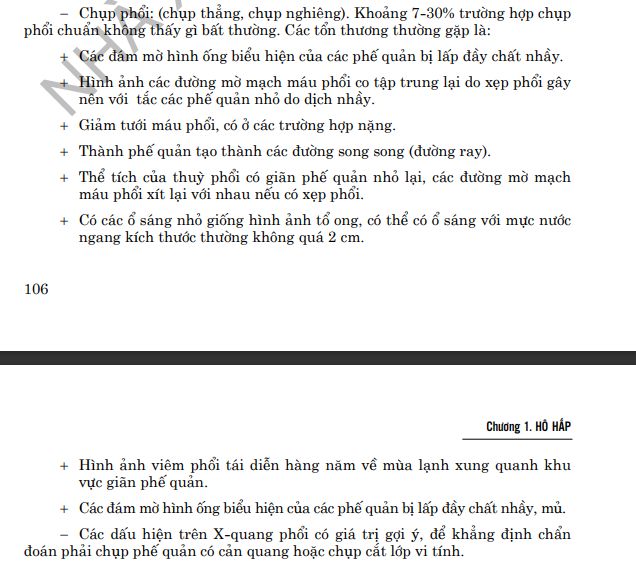 – Chụp phổi: (chụp thẳng, chụp nghiêng). Khoảng 7-30% trường hợp chụp
phổi chuẩn không thấy gì bất thường. Các tổn thương thường gặp là:
+ Các đám mờ hình ống biểu hiện của các phế quản bị lấp đầy chất nhầy.
+ Hình ảnh các đường mờ mạch máu phổi co tập trung lại do xẹp phổi gây
nên với tắc các phế quản nhỏ do dịch nhầy.
+ Giảm tưới máu phổi, có ở các trường hợp nặng.
+ Thành phế quản tạo thành các đường song song (đường ray).
+ Thể tích của thuỳ phổi có giãn phế quản nhỏ lại, các đường mờ mạch
máu phổi xít lại với nhau nếu có xẹp phổi.
+ Có các ổ sáng nhỏ giống hình ảnh tổ ong, có thể có ổ sáng với mực nước
ngang kích thước thường không quá 2 cm.
NHÀ
106
Chương 1. HÔ HẤP
+ Hình ảnh viêm phổi tái diễn hàng năm về mùa lạnh xung quanh khu
vực giãn phế quản.
+ Các đám mờ hình ống biểu hiện của các phế quản bị lấp đầy chất nhầy, mủ.
– Các dấu hiện trên X-quang phổi có giá trị gợi ý, để khẳng định chẩn
đoán phải chụp phế quản có cản quang hoặc chụp cắt lớp vi tính.